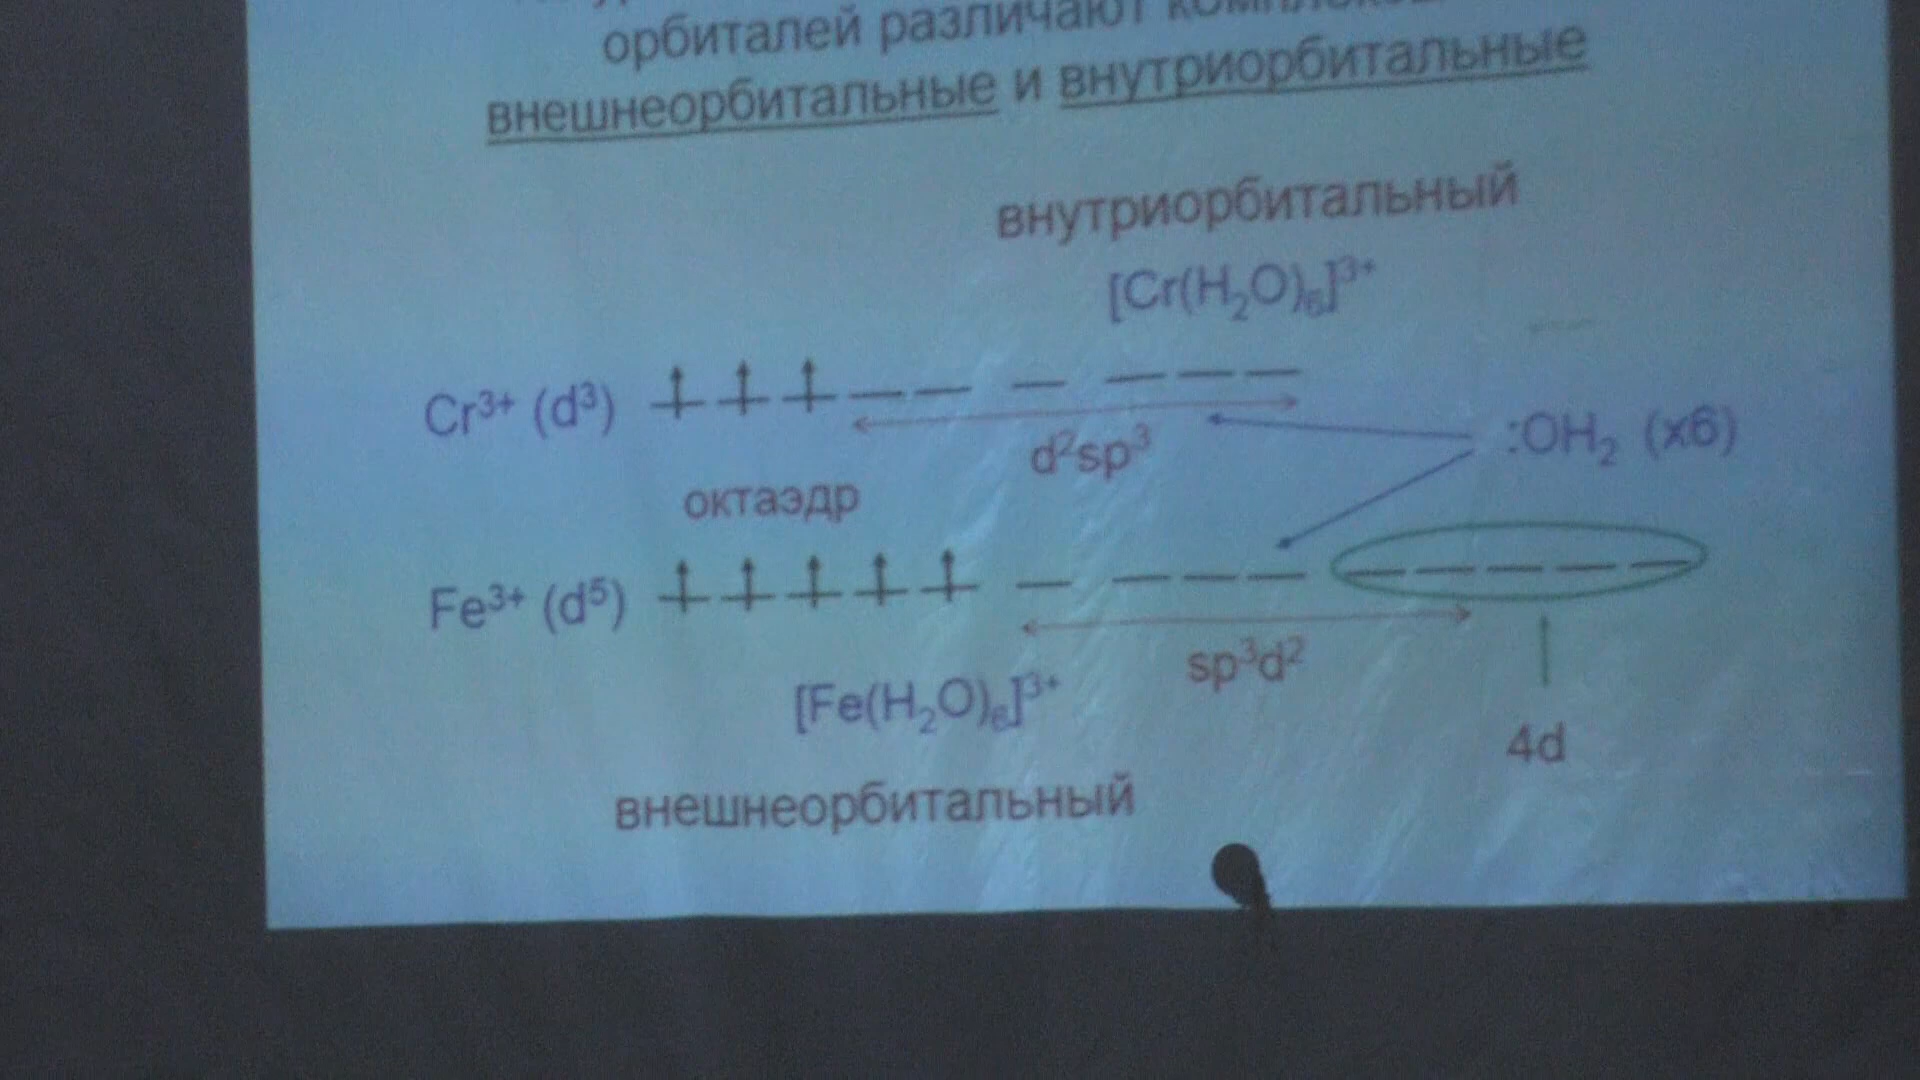 орбиталей различают
внешнеорбитальные и внутриорбитальные
внутриорбитальный
[Cr(H₂O)₆]³⁺
Cr³⁺ (d³)
:OH₂ (x6)
d²sp³
октаэдр
Fe³⁺ (d⁵)
sp³d²
[Fe(H₂O)₆]³⁺
4d
внешнеорбитальный